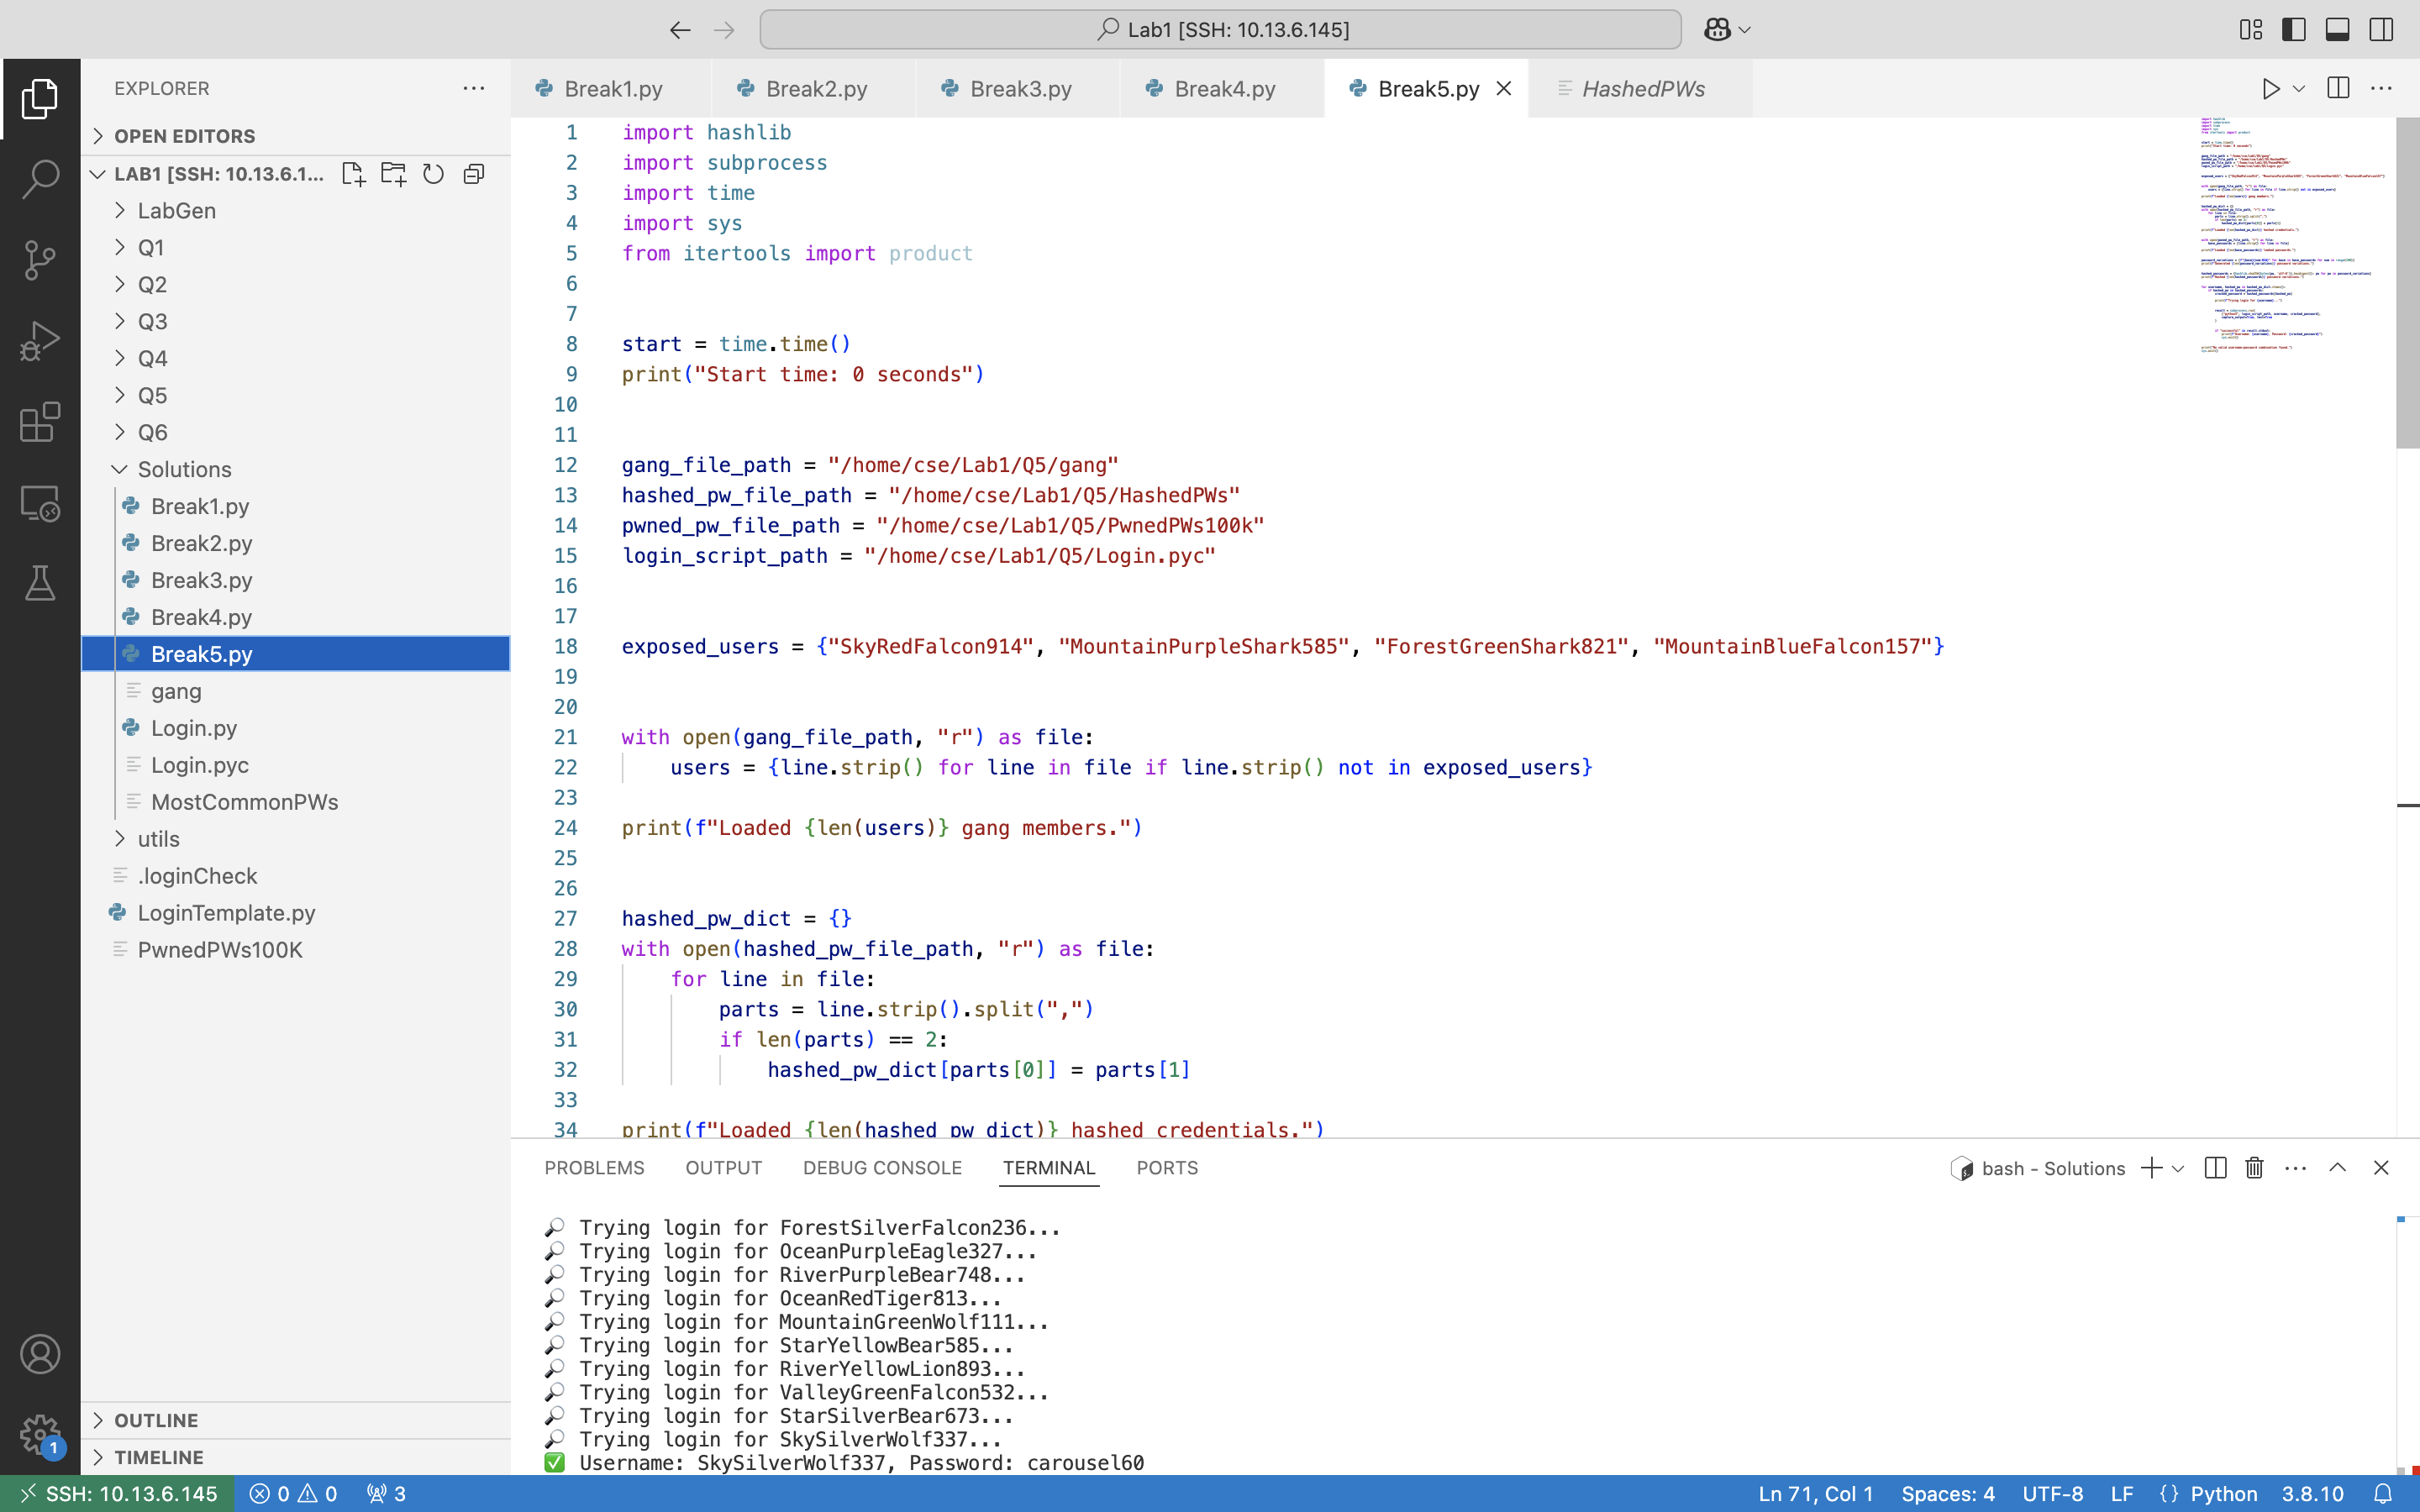 Lab1 [SSH: 10.13.6.145]
EXPLORER
Break1.py
Break2.py
Break3.py
Break4.py
Break5.py
HashedPWs
OPEN EDITORS
LAB1 [SSH: 10.13.6.1...
LabGen
Q1
Q2
Q3
Q4
Q5
Q6
Solutions
Break1.py
Break2.py
Break3.py
Break4.py
Break5.py
gang
Login.py
Login.pyc
MostCommonPWs
utils
.loginCheck
LoginTemplate.py
PwnedPWs100K
OUTLINE
TIMELINE
1 import hashlib
2 import subprocess
3 import time
4 import sys
5 from itertools import product
6
7
8 start = time.time()
9 print("Start time: 0 seconds")
10
11
12 gang_file_path = "/home/cse/Lab1/Q5/gang"
13 hashed_pw_file_path = "/home/cse/Lab1/Q5/HashedPWs"
14 pwned_pw_file_path = "/home/cse/Lab1/Q5/PwnedPWs100k"
15 login_script_path = "/home/cse/Lab1/Q5/Login.pyc"
16
17
18 exposed_users = {"SkyRedFalcon914", "MountainPurpleShark585", "ForestGreenShark821", "MountainBlueFalcon157"}
19
20
21 with open(gang_file_path, "r") as file:
22 users = {line.strip() for line in file if line.strip() not in exposed_users}
23
24 print(f"Loaded {len(users)} gang members.")
25
26
27 hashed_pw_dict = {}
28 with open(hashed_pw_file_path, "r") as file:
29 for line in file:
30 parts = line.strip().split(",")
31 if len(parts) == 2:
32 hashed_pw_dict[parts[0]] = parts[1]
33
34 print(f"Loaded {len(hashed_pw_dict)} hashed credentials.")
PROBLEMS OUTPUT DEBUG CONSOLE TERMINAL PORTS
bash - Solutions
🔎 Trying login for ForestSilverFalcon236...
🔎 Trying login for OceanPurpleEagle327...
🔎 Trying login for RiverPurpleBear748...
🔎 Trying login for OceanRedTiger813...
🔎 Trying login for MountainGreenWolf111...
🔎 Trying login for StarYellowBear585...
🔎 Trying login for RiverYellowLion893...
🔎 Trying login for ValleyGreenFalcon532...
🔎 Trying login for StarSilverBear673...
🔎 Trying login for SkySilverWolf337...
✅ Username: SkySilverWolf337, Password: carousel60
1
SSH: 10.13.6.145 0 0 3 Ln 71, Col 1 Spaces: 4 UTF-8 LF {} Python 3.8.10